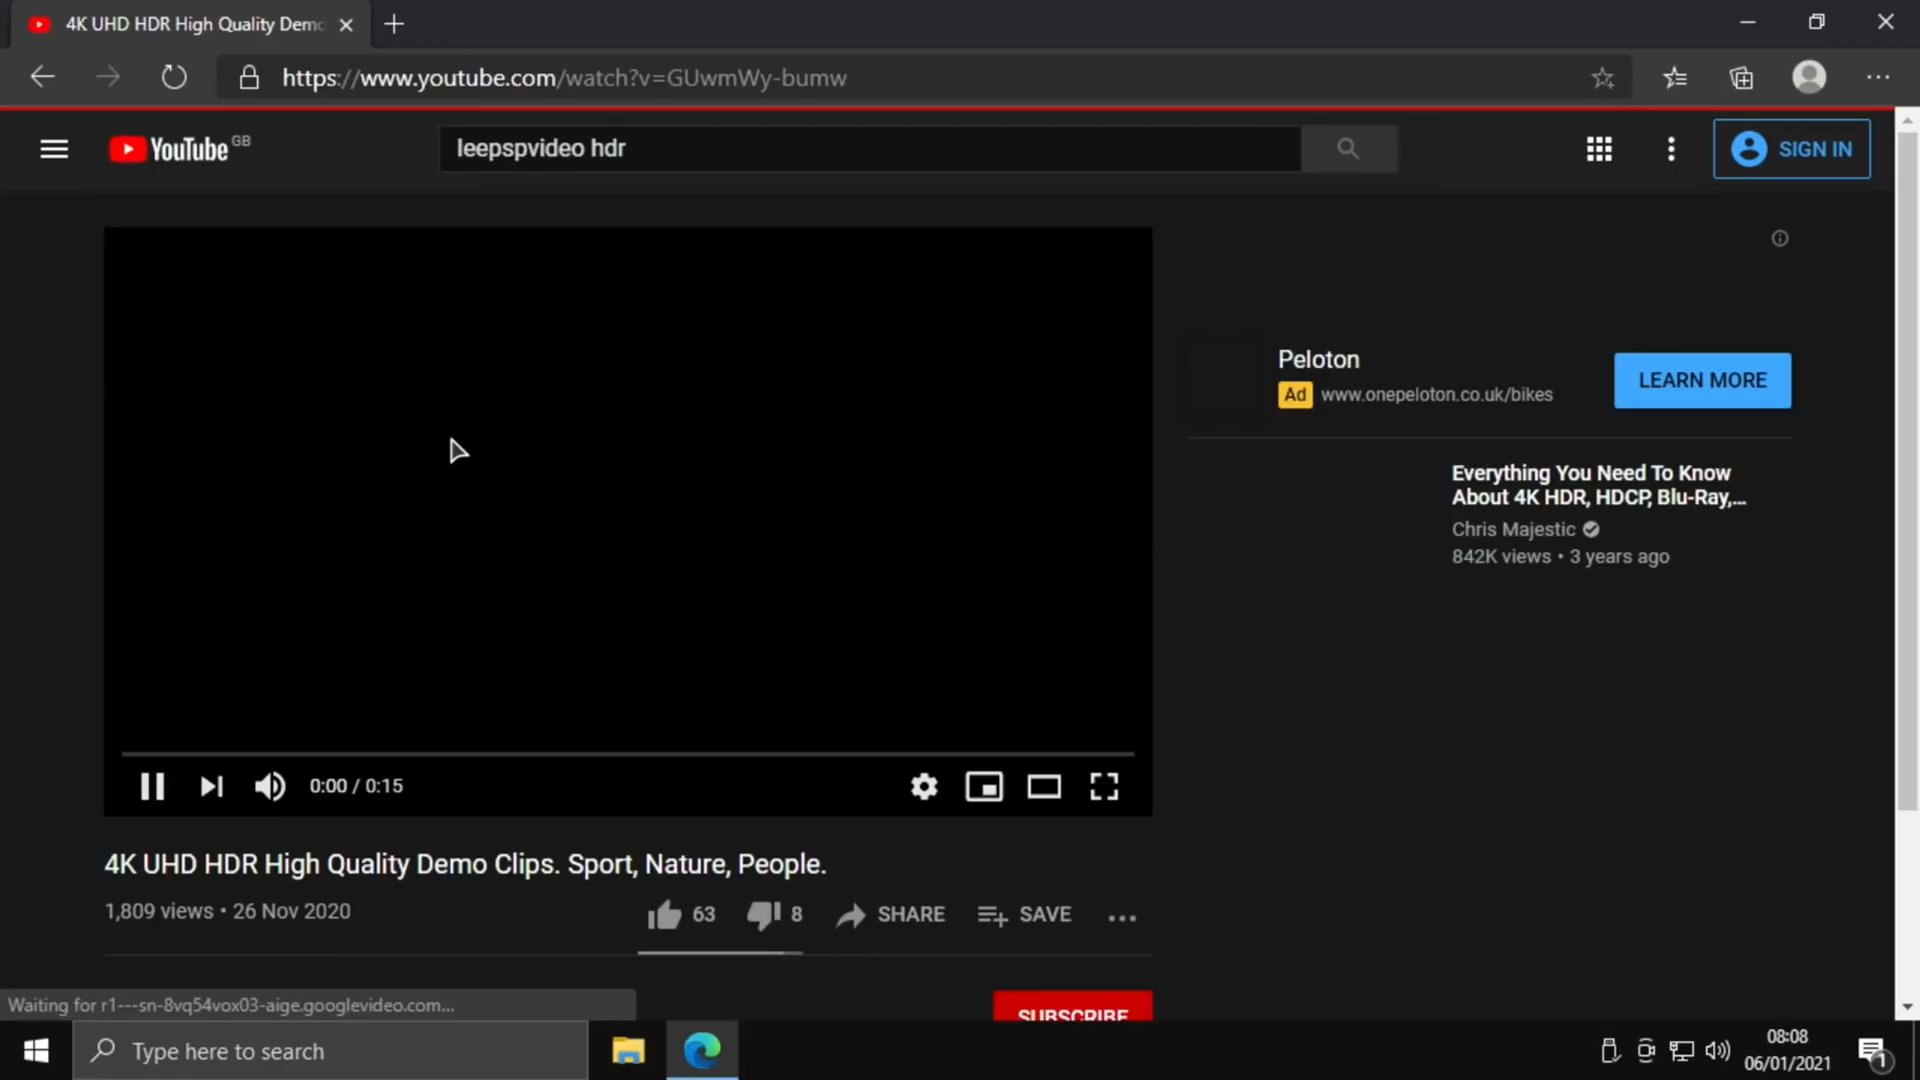 4K UHD HDR High Quality Demo
https://www.youtube.com/watch?v=GUwmWy-bumw
YouTube GB
leepspvideo hdr
SIGN IN
Peloton
Ad www.onepeloton.co.uk/bikes
LEARN MORE
Everything You Need To Know
About 4K HDR, HDCP, Blu-Ray,...
Chris Majestic
842K views • 3 years ago
0:00 / 0:15
4K UHD HDR High Quality Demo Clips. Sport, Nature, People.
1,809 views • 26 Nov 2020
63
8
SHARE
SAVE
Waiting for r1---sn-8vq54vox03-aige.googlevideo.com...
SUBSCRIBE
Type here to search
08:08
06/01/2021
1